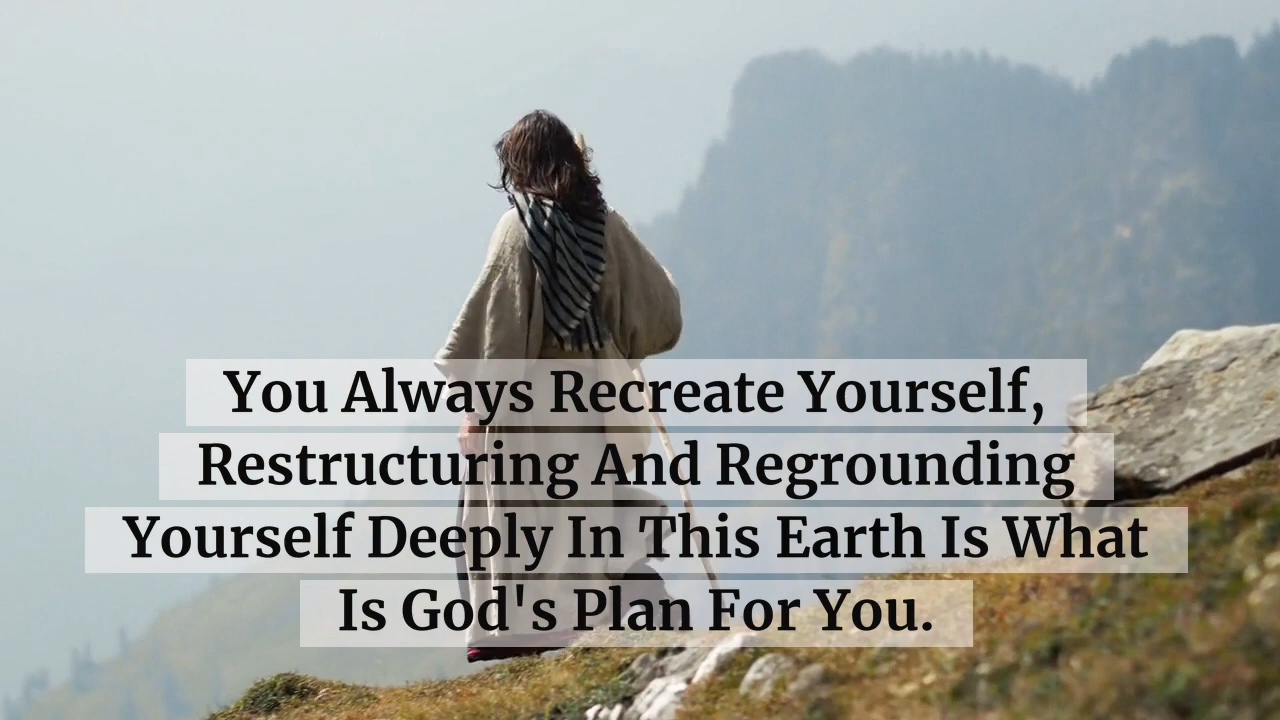 You Always Recreate Yourself,
Restructuring And Regrounding
Yourself Deeply In This Earth Is What
Is God's Plan For You.